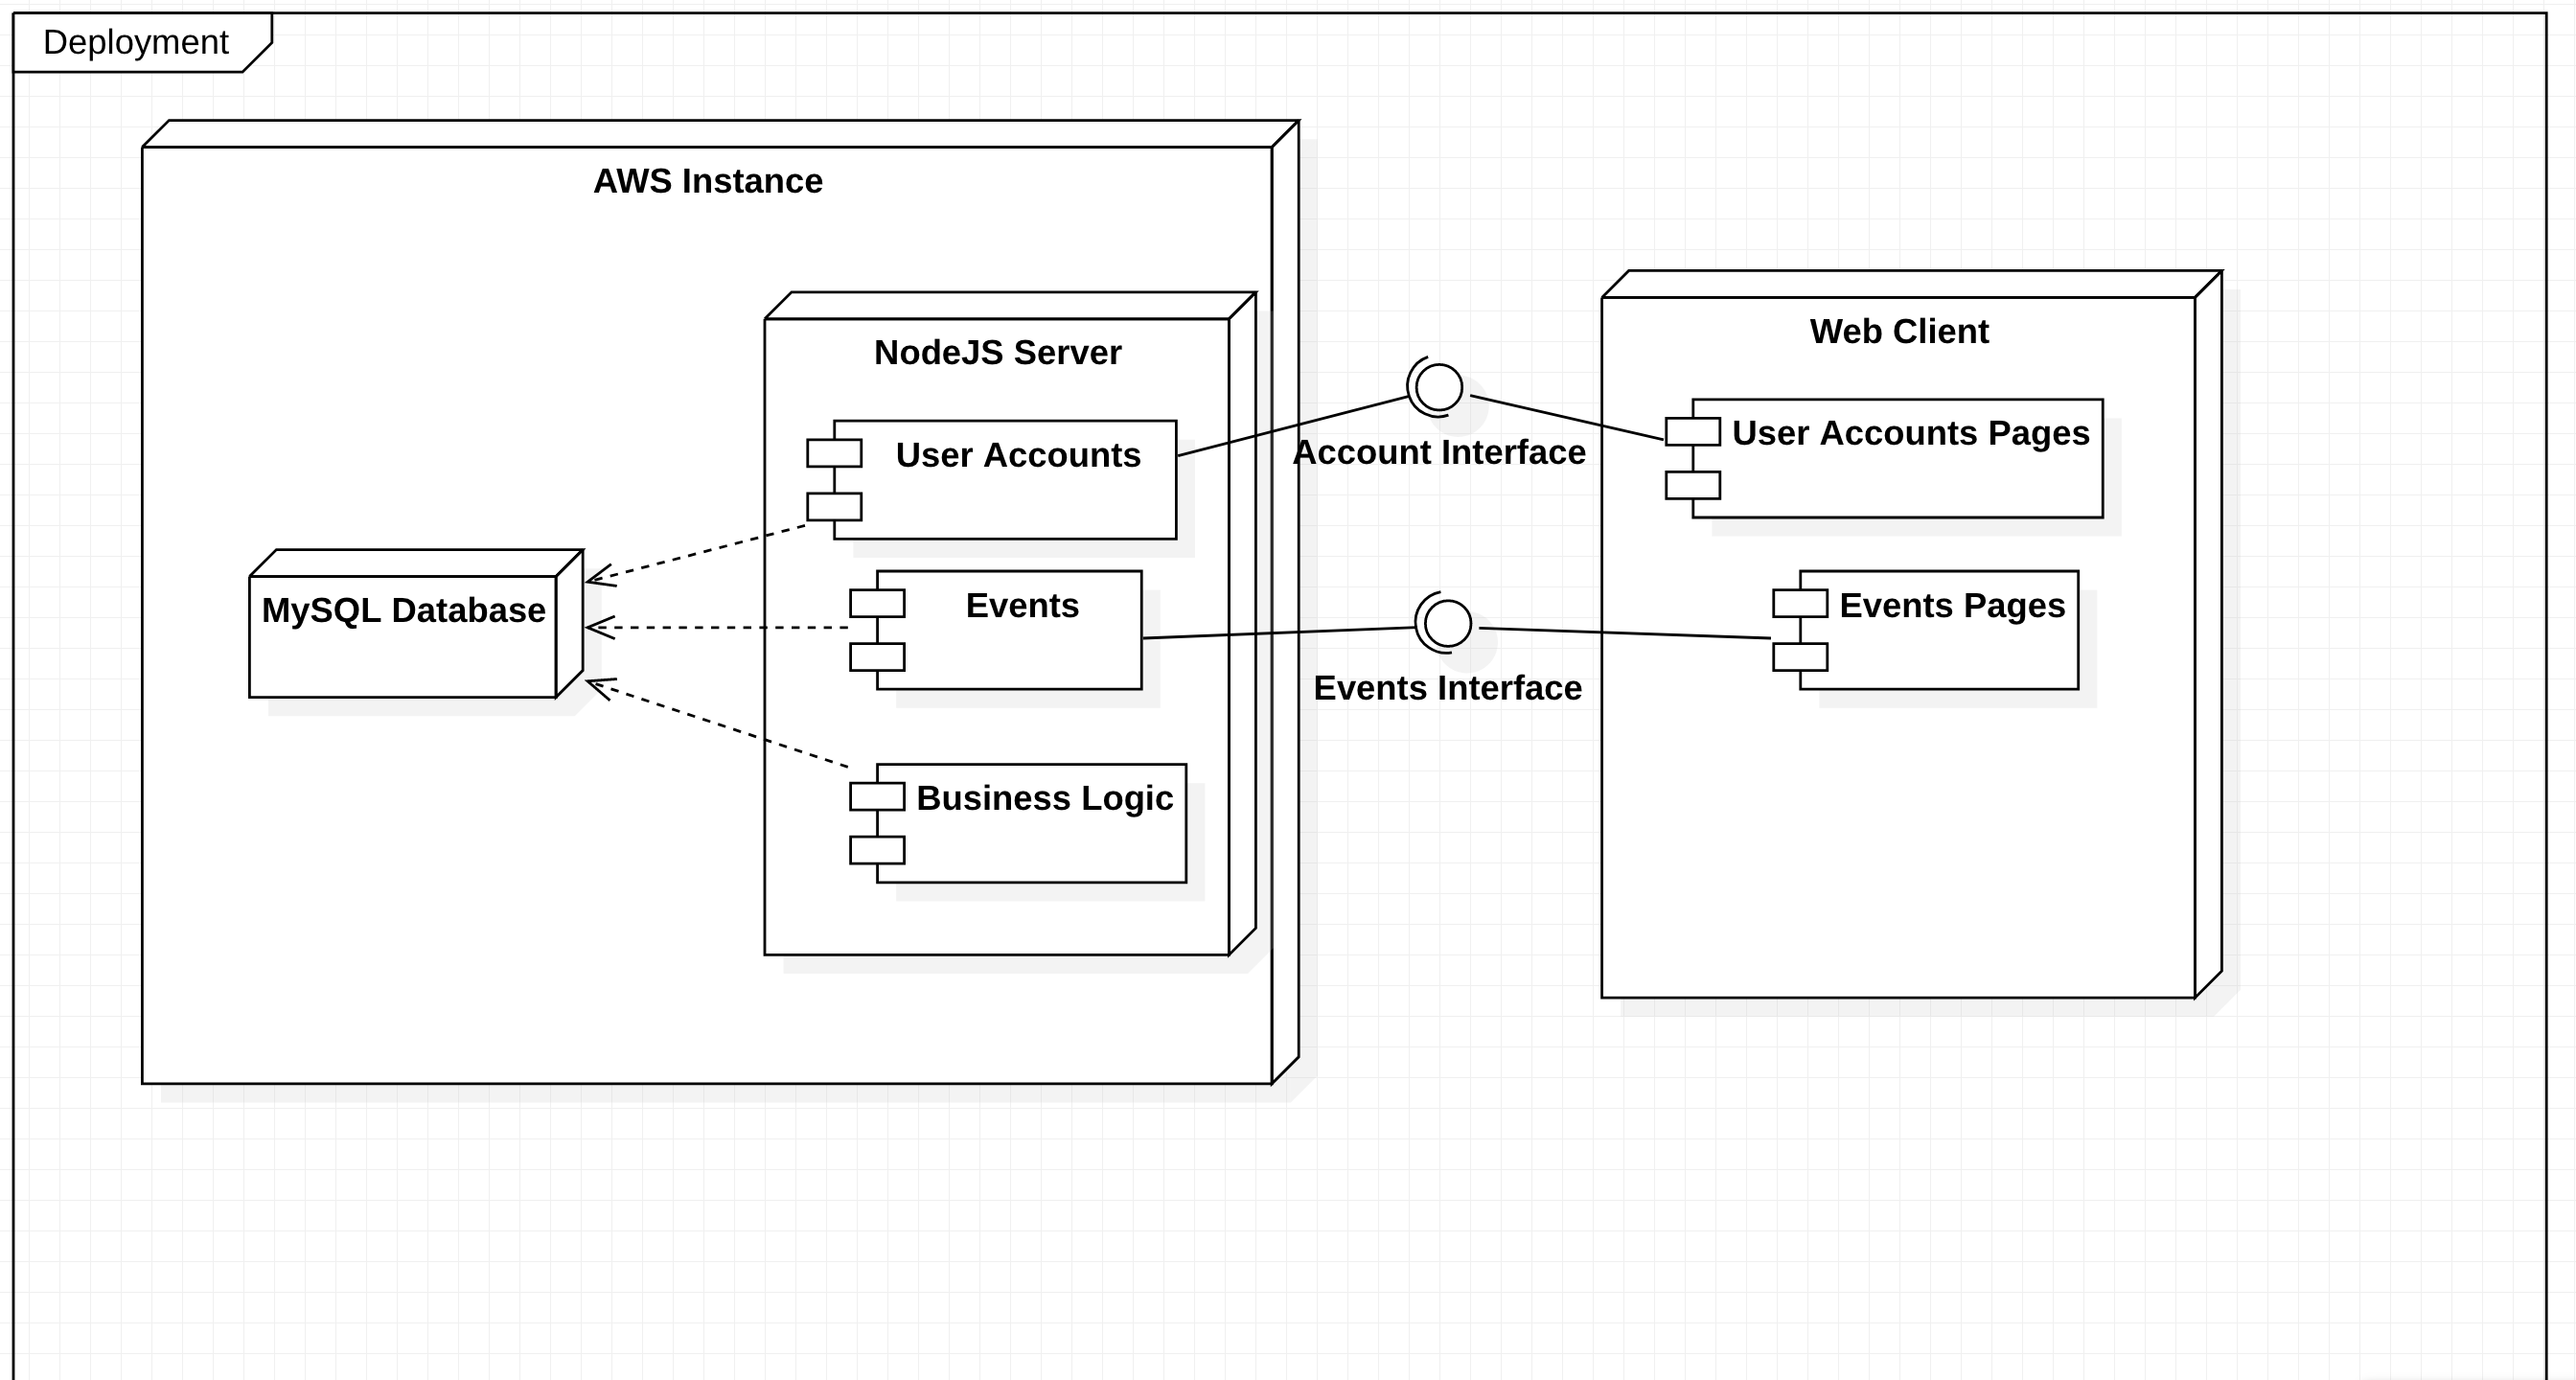 Deployment
AWS Instance
NodeJS Server
Web Client
User Accounts
Account Interface
User Accounts Pages
MySQL Database
Events
Events Pages
Events Interface
Business Logic